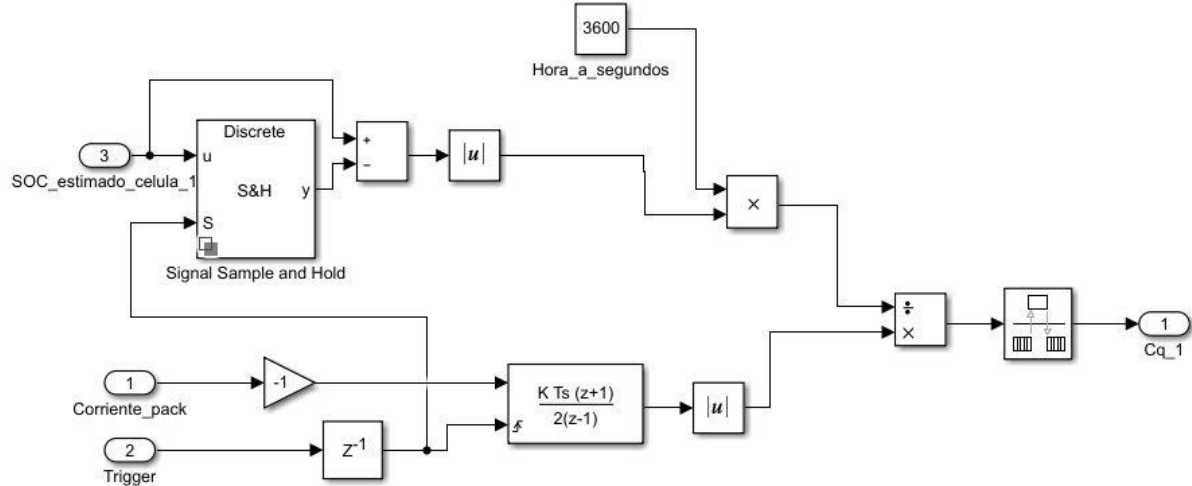 3600
Hora_a_segundos
Discrete
3
SOC_estimado_celula_1
u
S&H
y
S
Signal Sample and Hold
+
−
|u|
×
÷
×
1
Cq_1
1
Corriente_pack
-1
K Ts (z+1)
2(z-1)
|u|
2
Trigger
Z-1